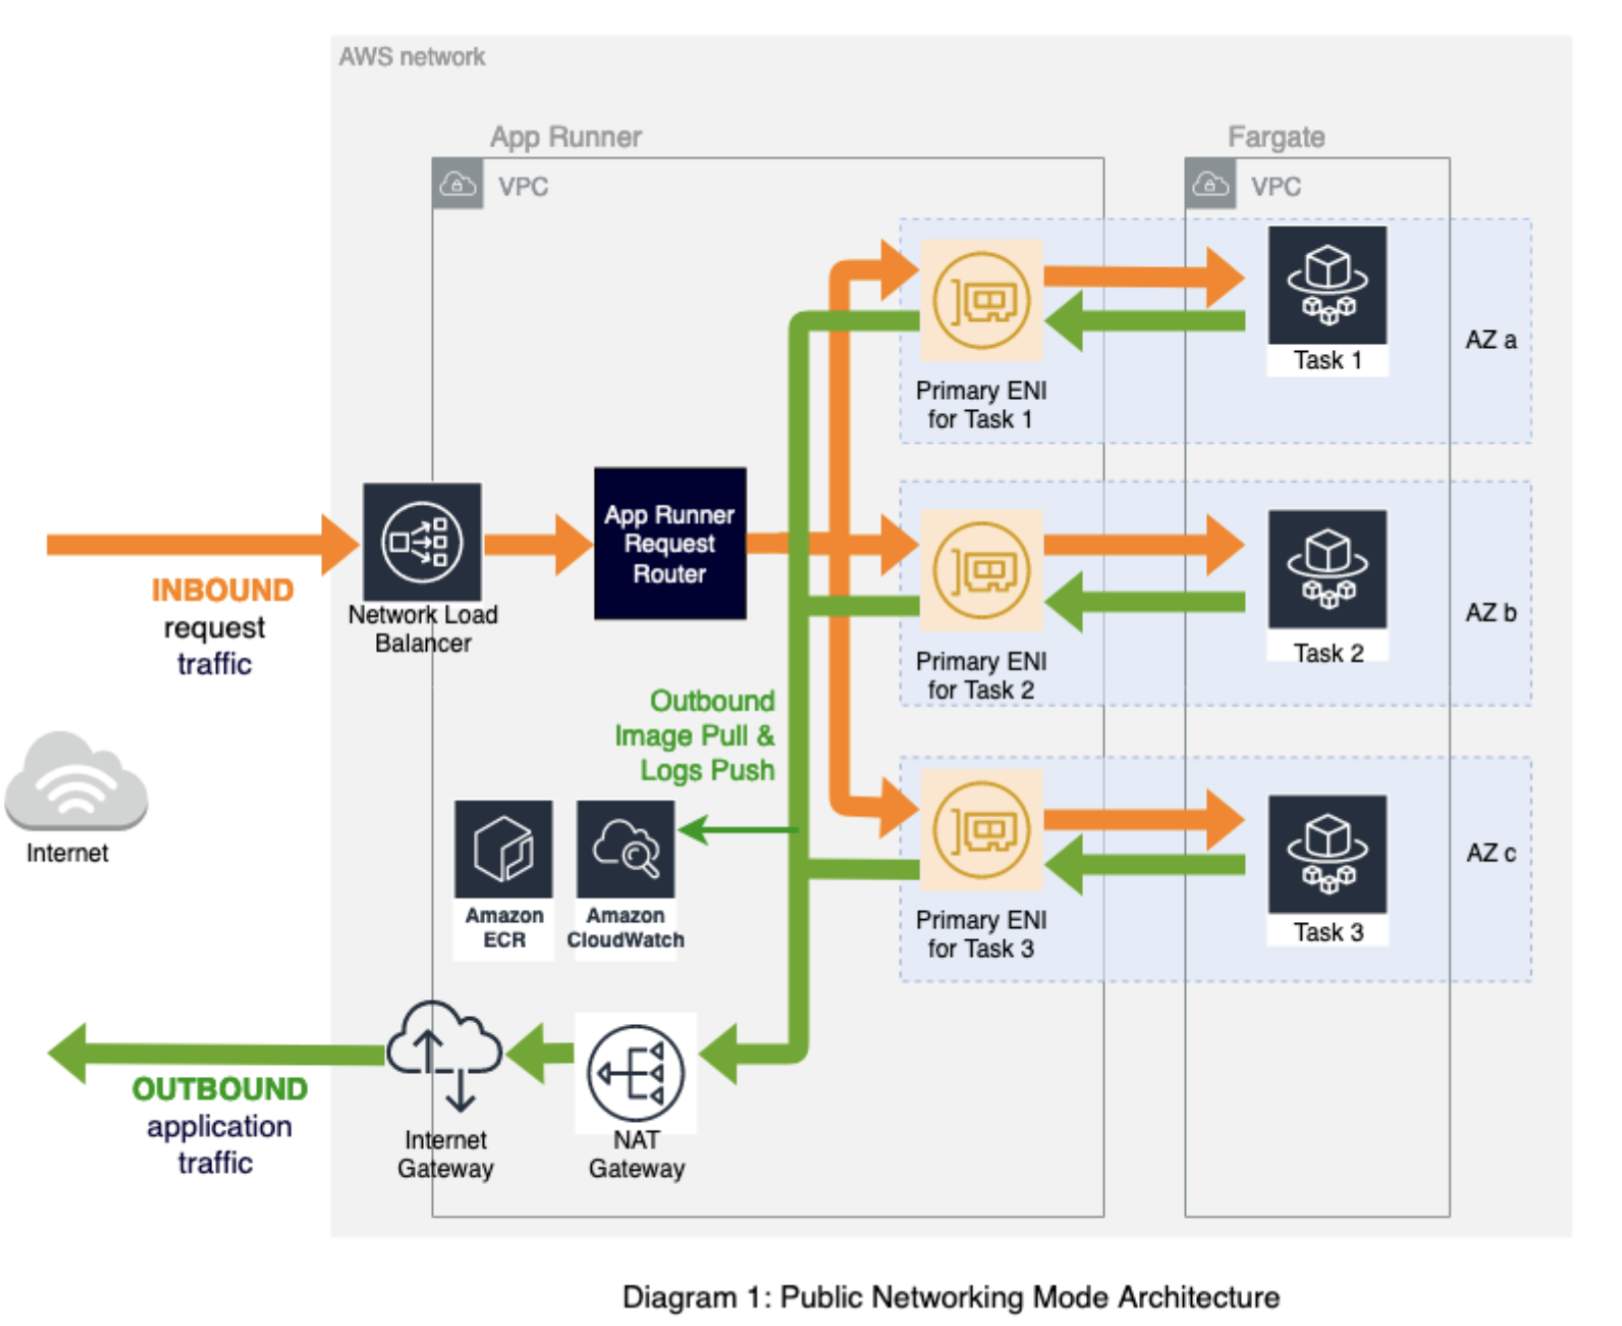 AWS network
App Runner
Fargate
VPC
VPC
Task 1
AZ a
Primary ENI
for Task 1
App Runner
Request
Router
INBOUND
request
traffic
Network Load
Balancer
Primary ENI
for Task 2
Task 2
AZ b
Outbound
Image Pull &
Logs Push
Internet
Amazon
ECR
Amazon
CloudWatch
Primary ENI
for Task 3
Task 3
AZ c
OUTBOUND
application
traffic
Internet
Gateway
NAT
Gateway
Diagram 1: Public Networking Mode Architecture